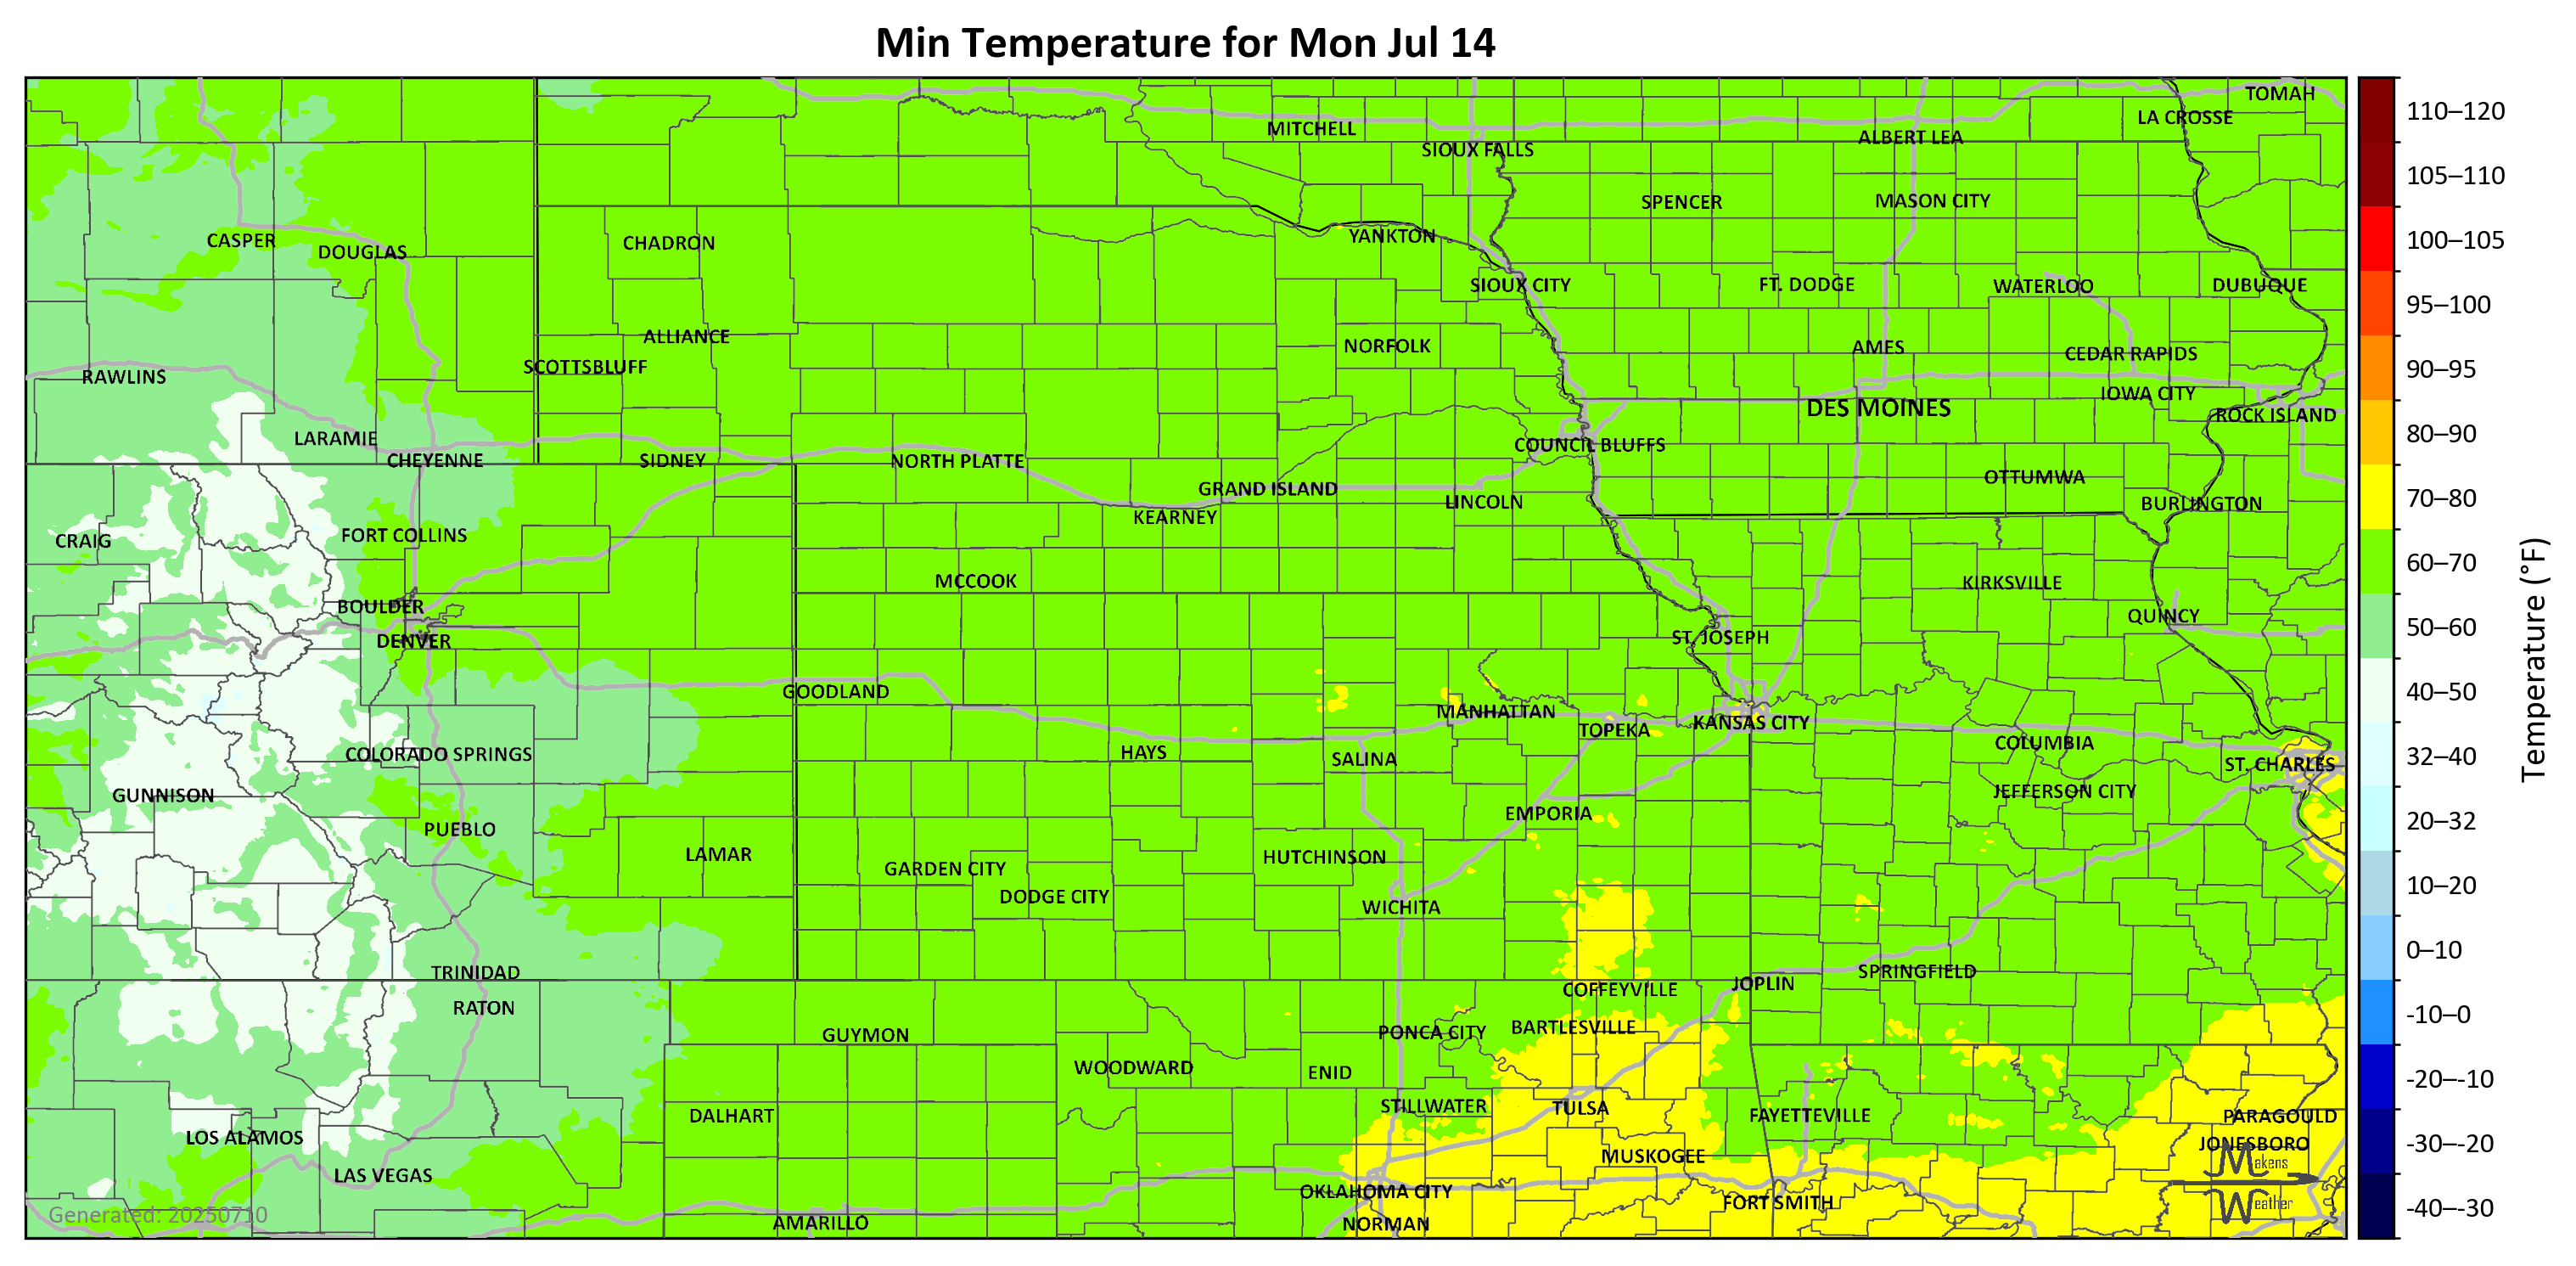 Min Temperature for Mon Jul 14
TOMAH
LA CROSSE
MITCHELL
ALBERT LEA
SIOUX FALLS
SPENCER
MASON CITY
CASPER
DOUGLAS
CHADRON
YANKTON
SIOUX CITY
FT. DODGE
WATERLOO
DUBUQUE
ALLIANCE
NORFOLK
AMES
CEDAR RAPIDS
SCOTTSBLUFF
RAWLINS
IOWA CITY
DES MOINES
ROCK ISLAND
LARAMIE
COUNCIL BLUFFS
CHEYENNE
SIDNEY
NORTH PLATTE
OTTUMWA
GRAND ISLAND
LINCOLN
BURLINGTON
KEARNEY
CRAIG
FORT COLLINS
MCCOOK
KIRKSVILLE
BOULDER
QUINCY
DENVER
ST. JOSEPH
GOODLAND
MANHATTAN
KANSAS CITY
TOPEKA
COLUMBIA
COLORADO SPRINGS
HAYS
SALINA
ST. CHARLES
GUNNISON
JEFFERSON CITY
EMPORIA
PUEBLO
LAMAR
HUTCHINSON
GARDEN CITY
DODGE CITY
WICHITA
TRINIDAD
SPRINGFIELD
JOPLIN
COFFEYVILLE
RATON
BARTLESVILLE
PONCA CITY
GUYMON
WOODWARD
ENID
STILLWATER
TULSA
DALHART
FAYETTEVILLE
PARAGOULD
LOS ALAMOS
JONESBORO
MUSKOGEE
Makens
LAS VEGAS
OKLAHOMA CITY
FORT SMITH
Weather
Generated: 20250710
AMARILLO
NORMAN
110–120
105–110
100–105
95–100
90–95
80–90
70–80
60–70
50–60
40–50
32–40
20–32
10–20
0–10
-10–0
-20–-10
-30–-20
-40–-30
Temperature (°F)